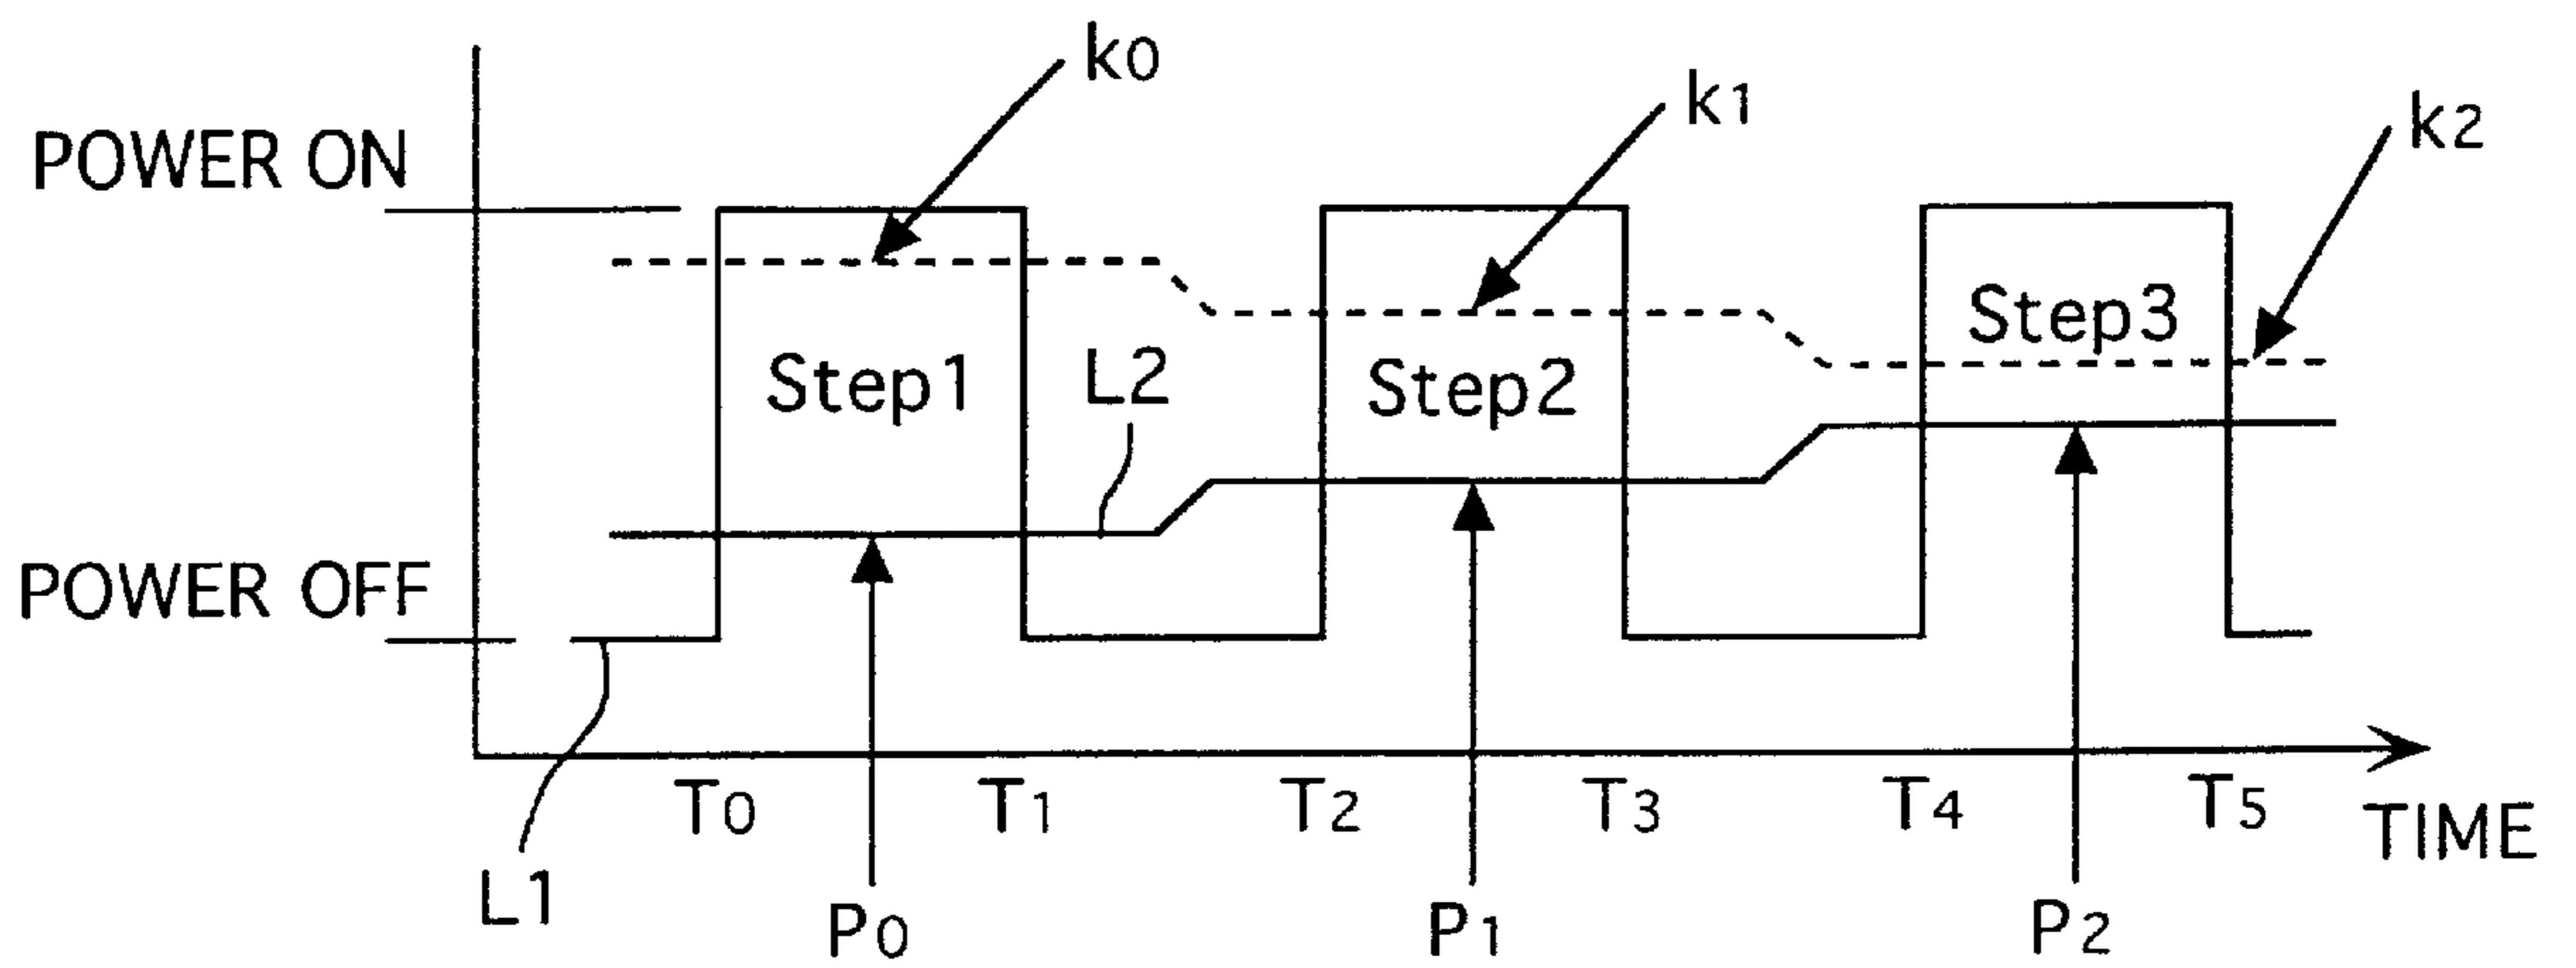 k0
k1
k2
POWER ON
Step1
L2
Step2
Step3
POWER OFF
T0
T1
T2
T3
T4
T5
TIME
L1
P0
P1
P2